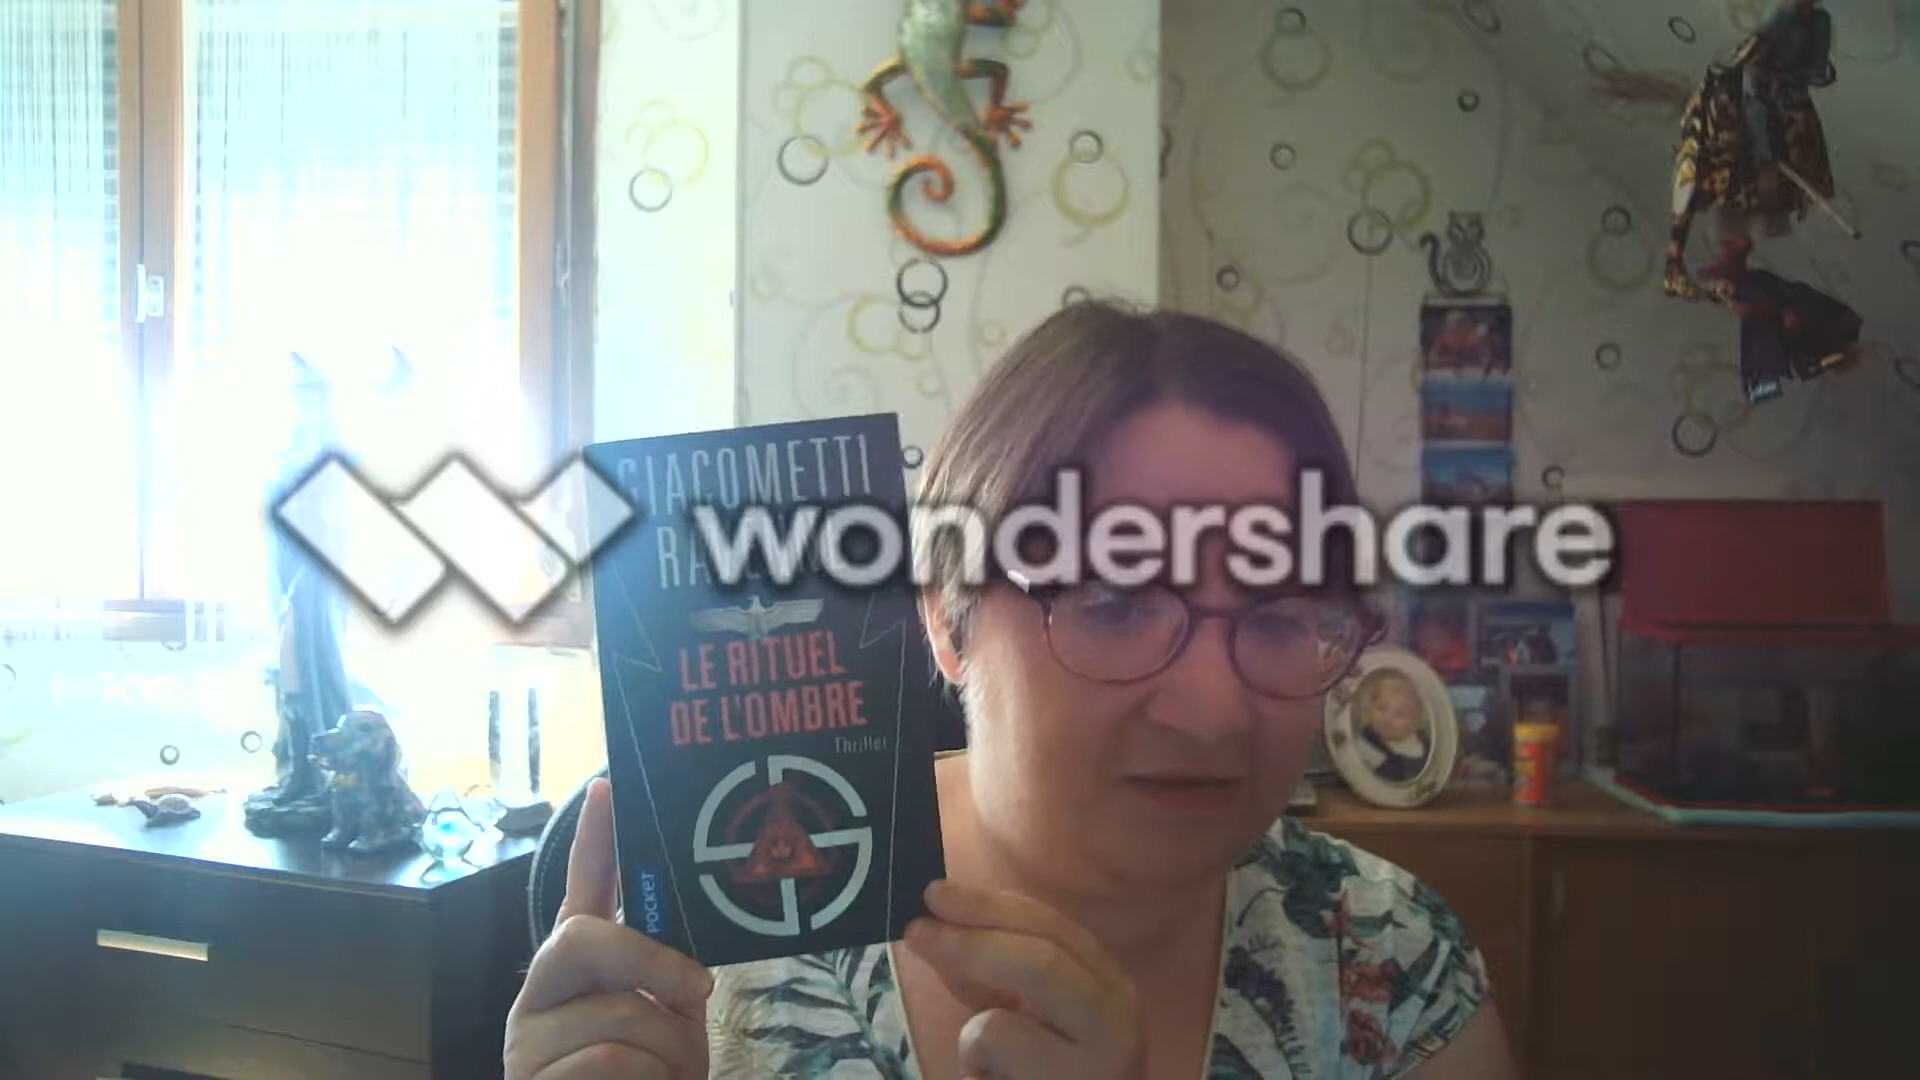 GIACOMETTI
wondershare
LE RITUEL
DE L'OMBRE
Thriller
POCKET